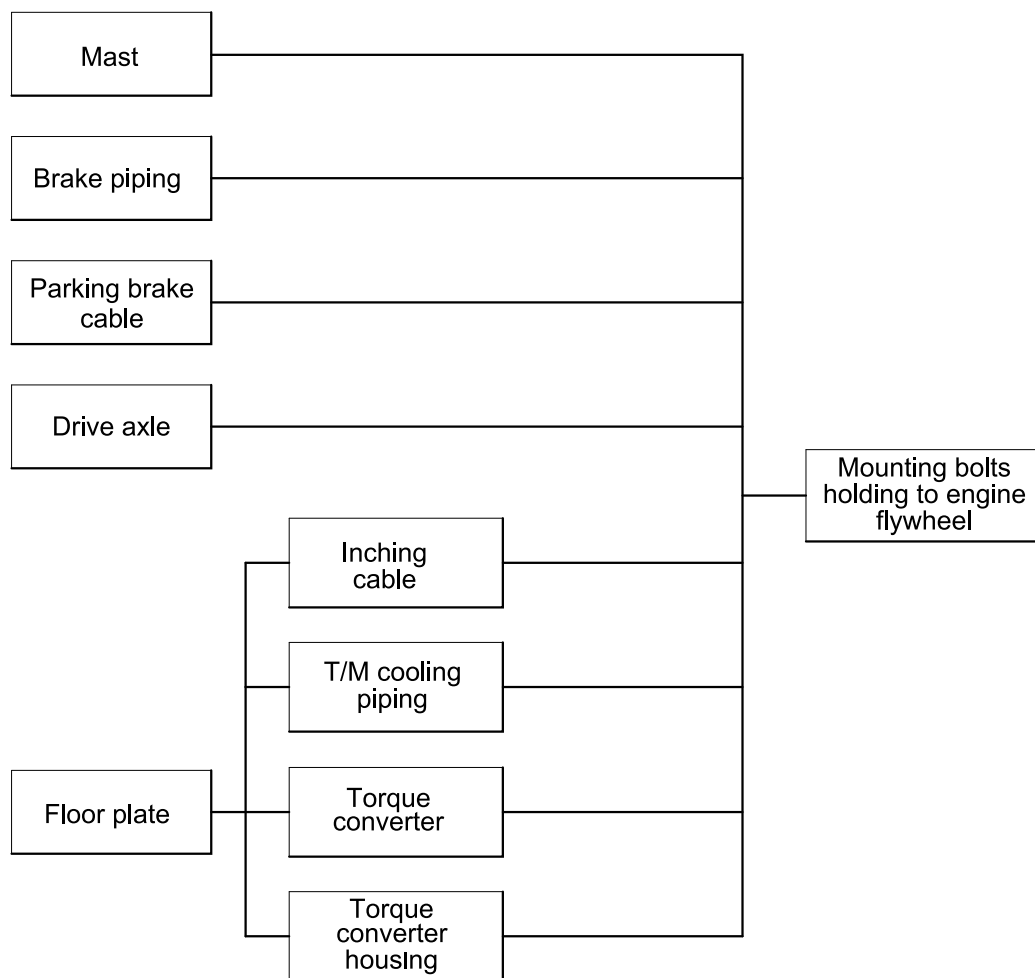 Mast
Brake piping
Parking brake
cable
Drive axle
Mounting bolts
holding to engine
flywheel
Inching
cable
T/M cooling
piping
Floor plate
Torque
converter
Torque
converter
housing